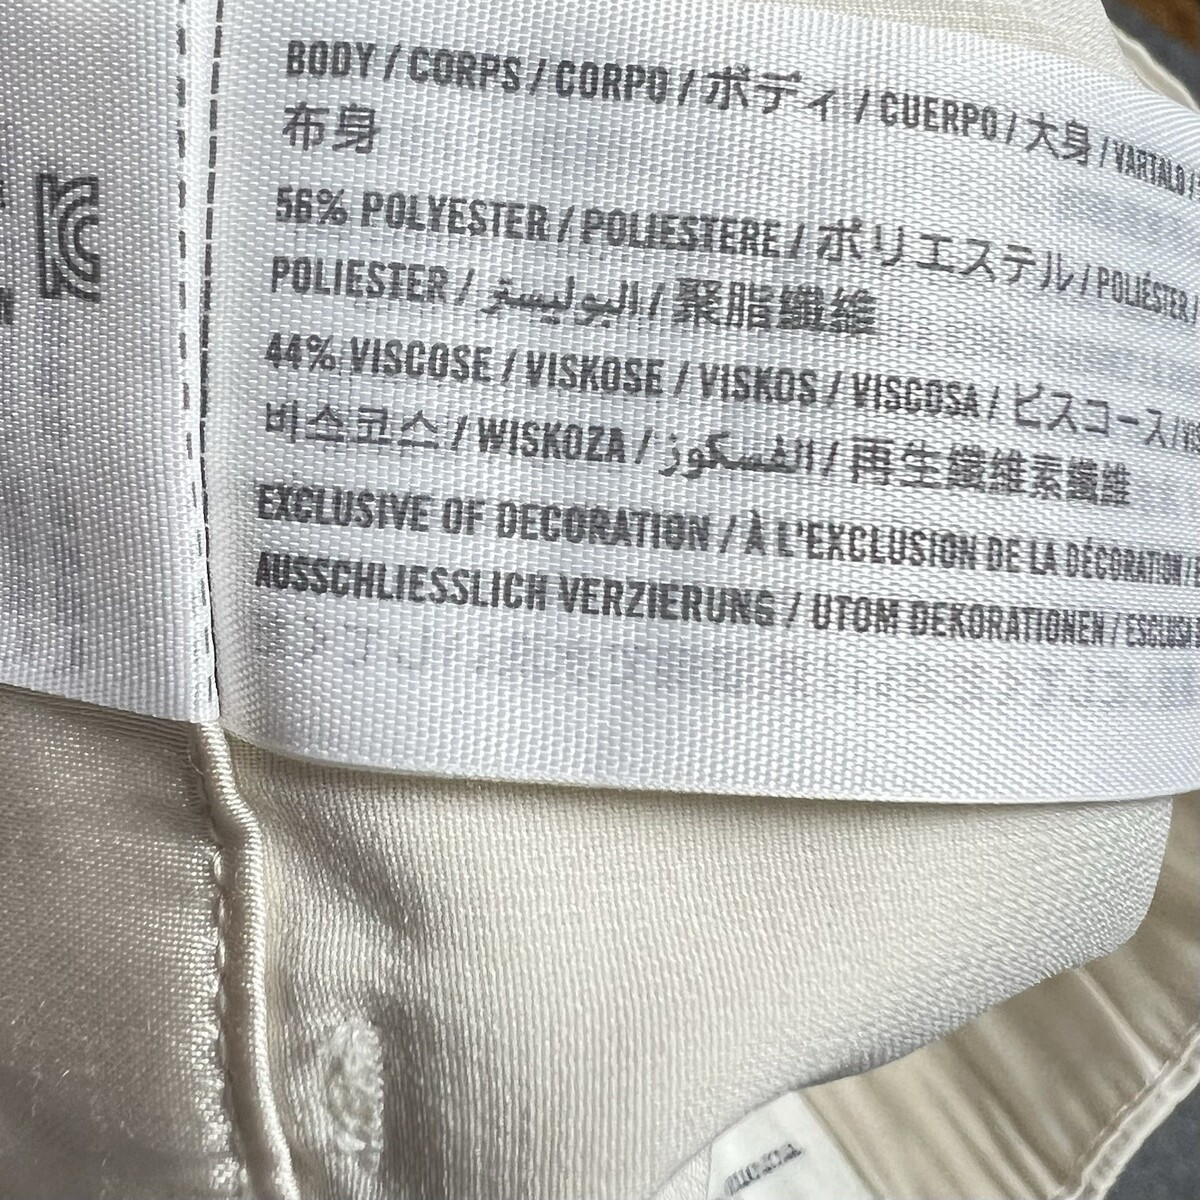 BODY / CORPS / CORPO / ボディ / CUERPO / 大身 / VARTALO /
布身
56% POLYESTER / POLIESTERE / ポリエステル / POLIÉSTER /
POLIESTER / البوليستر / 聚脂纖維
44% VISCOSE / VISKOSE / VISKOS / VISCOSA / ビスコース /
비스코스 / WISKOZA / الفسكوز / 再生纖維素纖維
EXCLUSIVE OF DECORATION / À L'EXCLUSION DE LA DÉCORATION /
AUSSCHLIESSLICH VERZIERUNG / UTOM DEKORATIONEN /